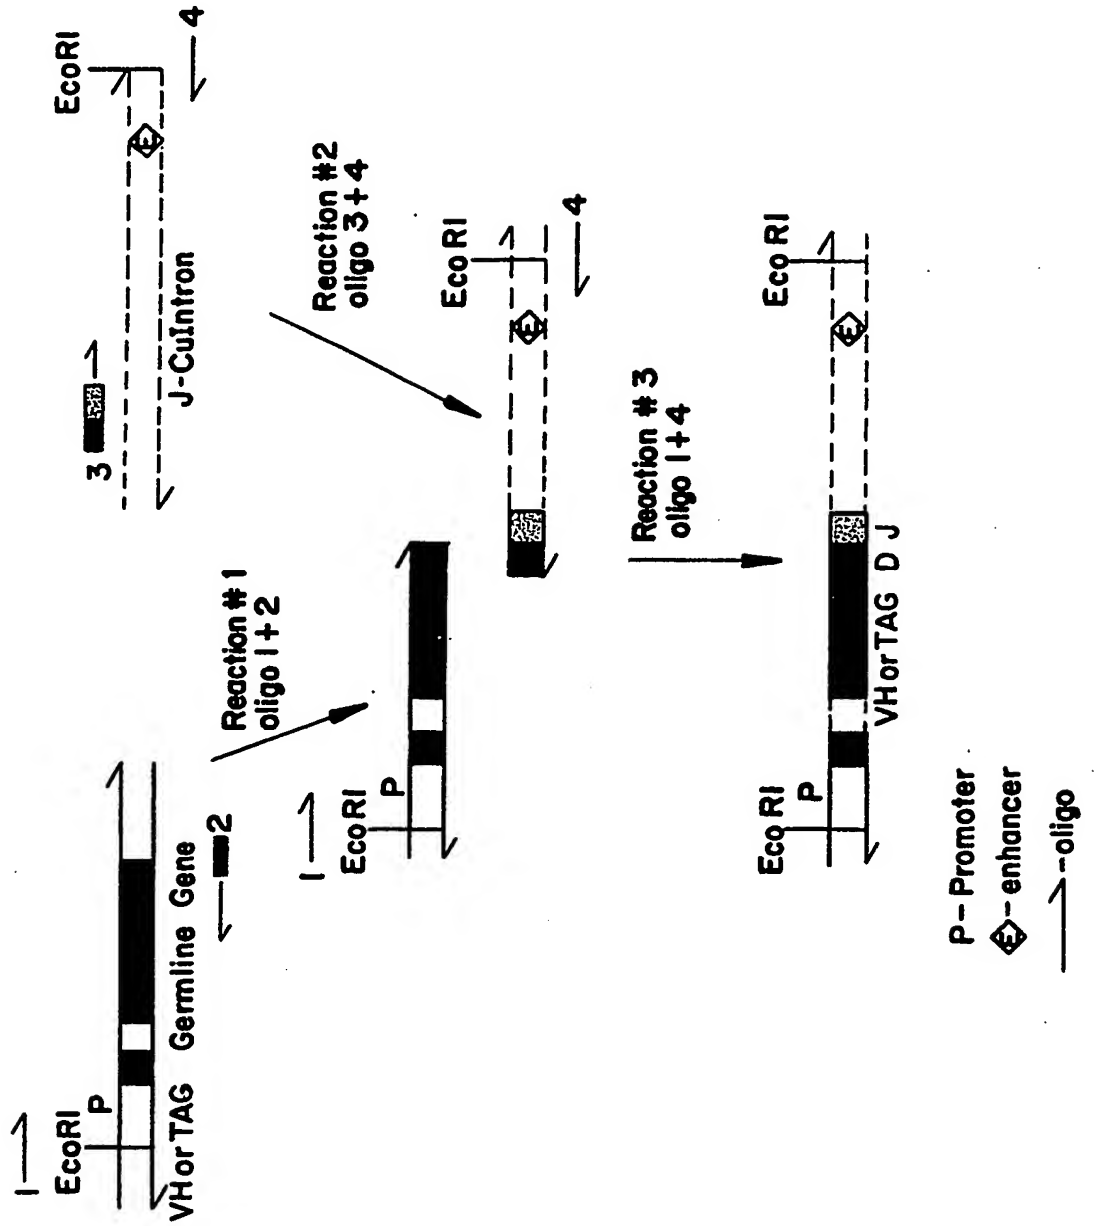 1
EcoRI
P
VHorTAG Germline Gene
2
3
EcoRI
E
J-CuIntron
4
Reaction #1
oligo 1+2
Reaction #2
oligo 3+4
1
EcoRI
P
EcoRI
E
4
Reaction #3
oligo 1+4
EcoRI
P
VHorTAG D J
EcoRI
E
P-Promoter
E-enhancer
-oligo